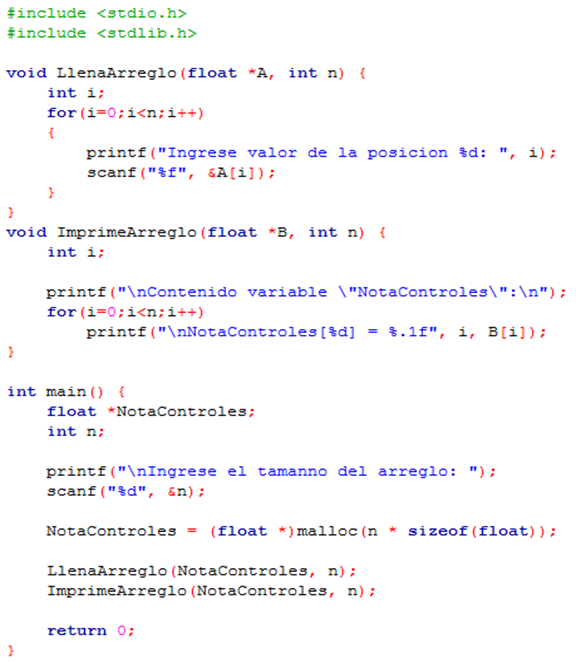 #include <stdio.h>
#include <stdlib.h>

void LlenaArreglo(float *A, int n) {
    int i;
    for(i=0;i<n;i++)
    {
        printf("Ingrese valor de la posicion %d: ", i);
        scanf("%f", &A[i]);
    }
}
void ImprimeArreglo(float *B, int n) {
    int i;

    printf("\nContenido variable \"NotaControles\":\n");
    for(i=0;i<n;i++)
        printf("\nNotaControles[%d] = %.1f", i, B[i]);
}

int main() {
    float *NotaControles;
    int n;

    printf("\nIngrese el tamanno del arreglo: ");
    scanf("%d", &n);

    NotaControles = (float *)malloc(n * sizeof(float));

    LlenaArreglo(NotaControles, n);
    ImprimeArreglo(NotaControles, n);

    return 0;
}